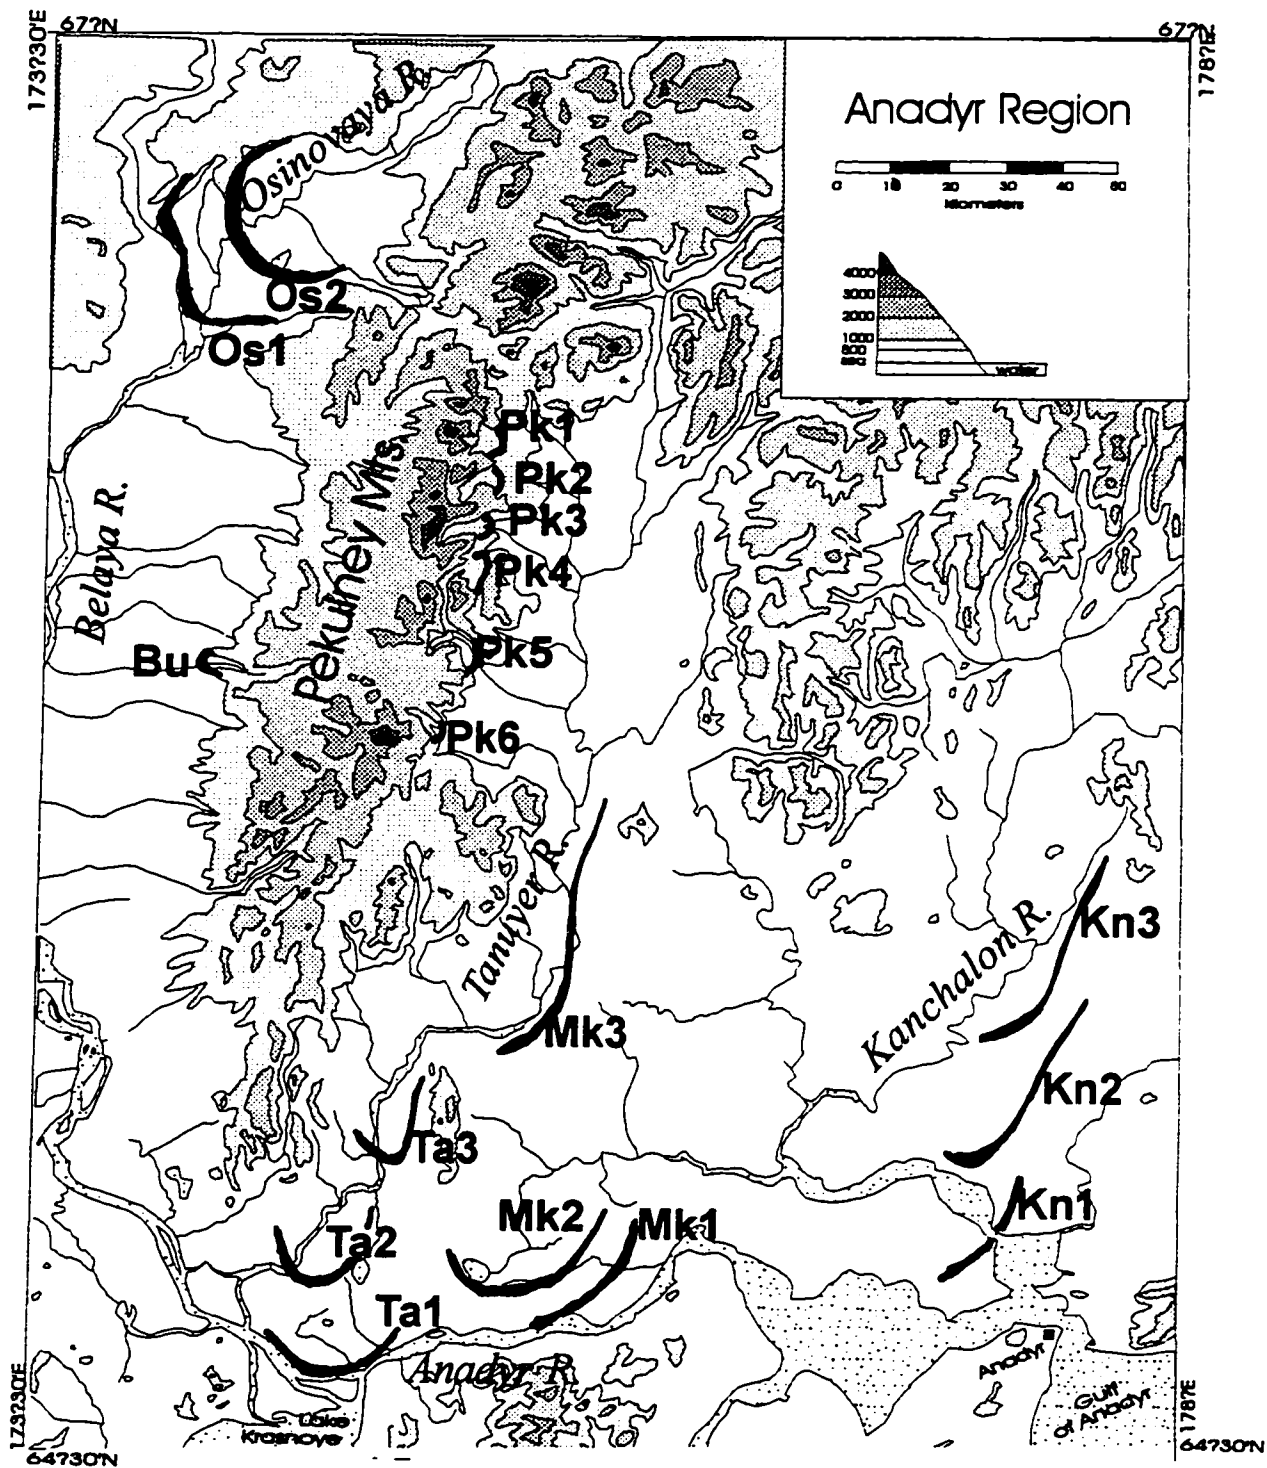 67?N
67?N
173?30'E
178?E
Anadyr Region
0 10 20 30 40 50
kilometers
4000
3000
2000
1000
water
Osinovaya R.
Os2
Os1
Pk1
Pk2
Pk3
Pk4
Pk5
Pk6
Pekulney Mts.
Belaya R.
Bu
Tanuyer R.
Kanchalon R.
Kn3
Mk3
Kn2
Ta3
Kn1
Mk2
Mk1
Ta2
Ta1
Anadyr R.
Anadyr
Gulf
of Anadyr
Lake
Krasnoye
173?30'E
178?E
64?30'N
64?30'N